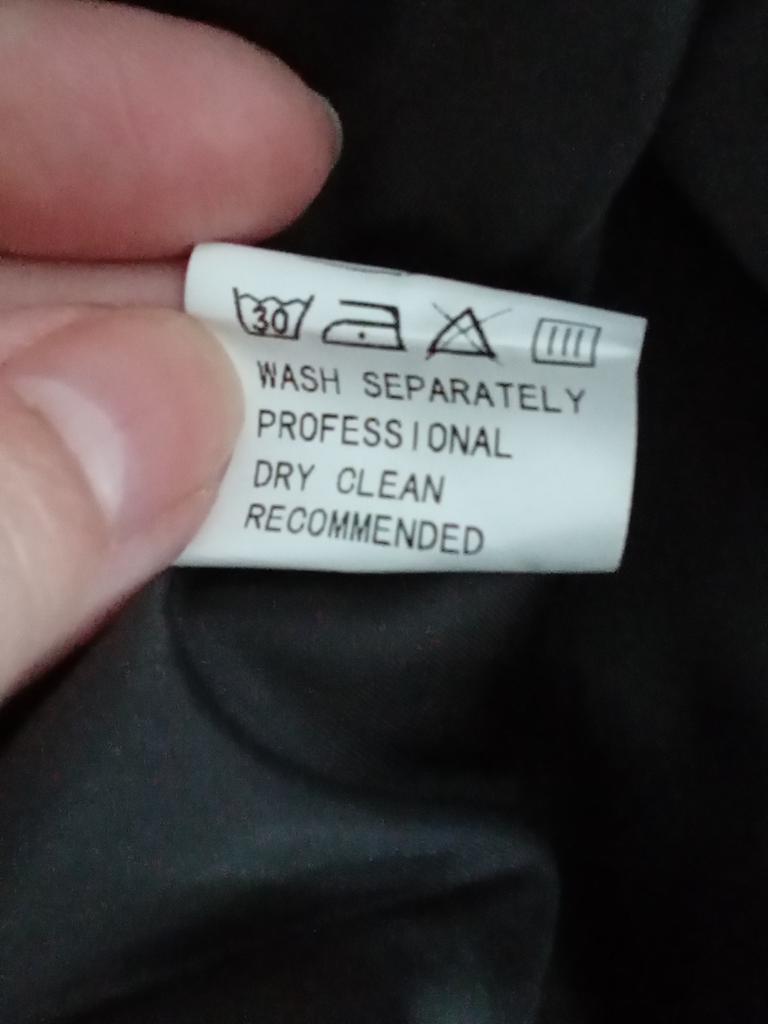 30
WASH SEPARATELY
PROFESSIONAL
DRY CLEAN
RECOMMENDED